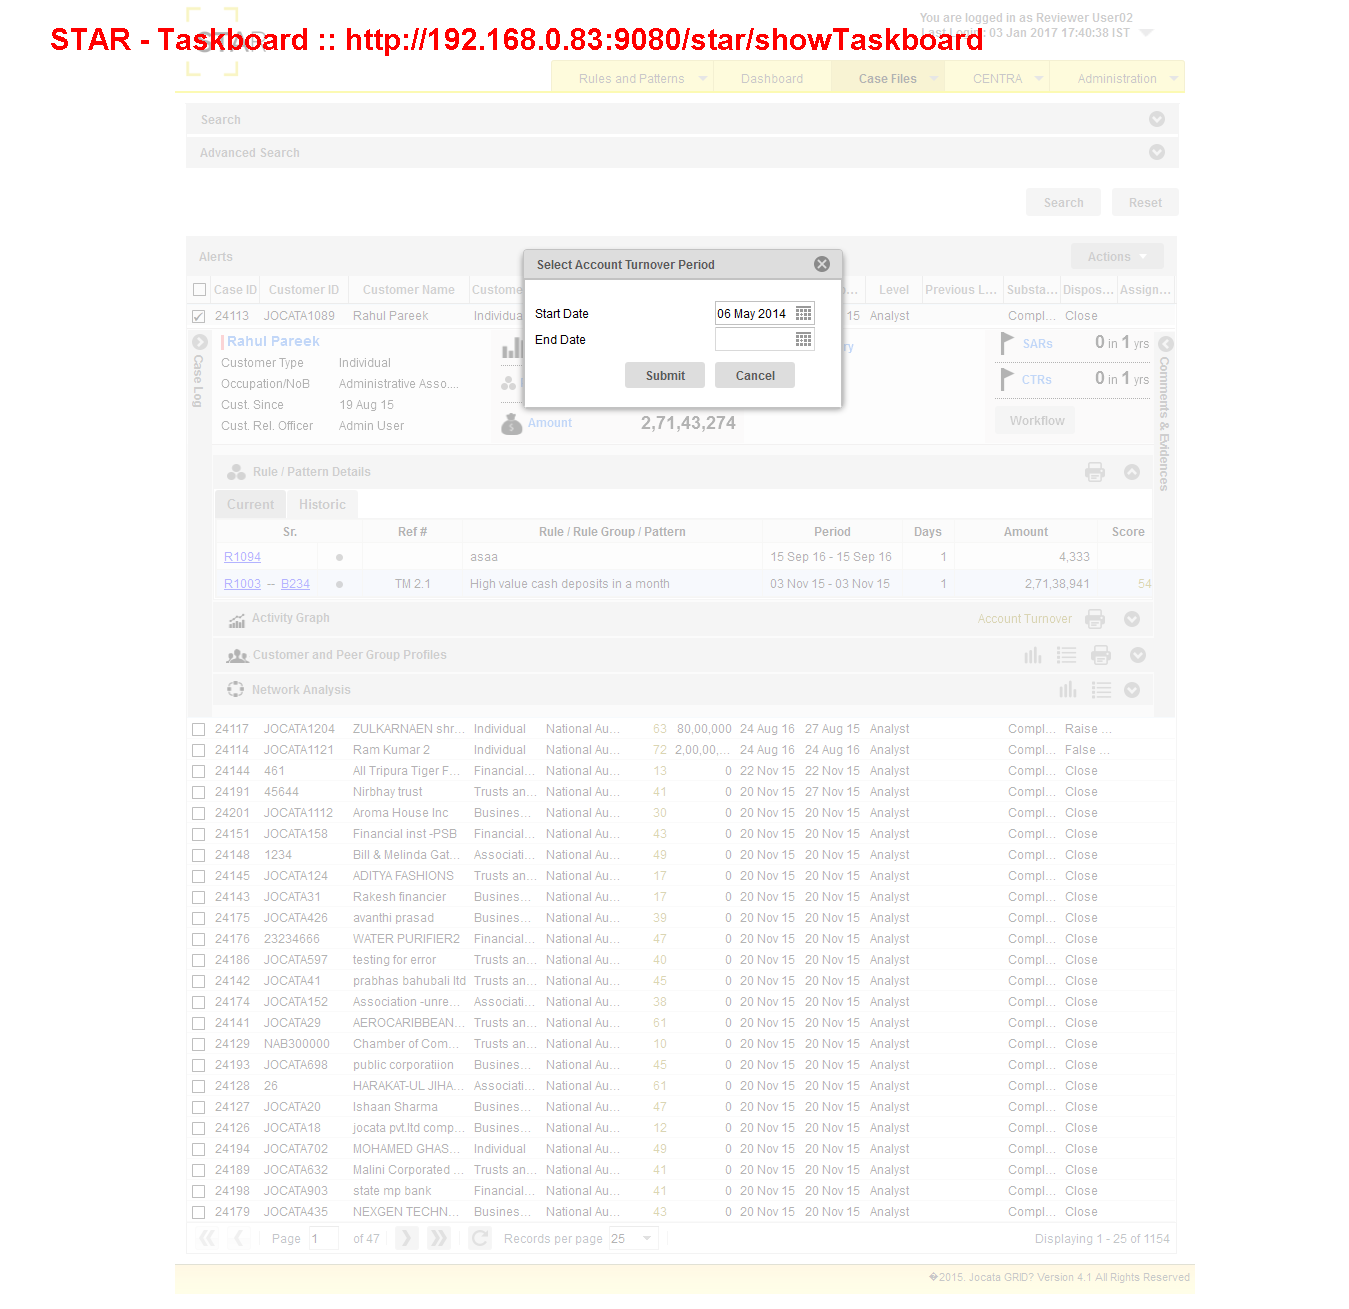 You are logged in as Reviewer User02
STAR - Taskboard :: http://192.168.0.83:9080/star/showTaskboard
Last Login : 03 Jan 2017 17:40:38 IST
STAR
Rules and Patterns Dashboard Case Files CENTRA Administration
Search
Advanced Search
Search Reset
Alerts Actions
Select Account Turnover Period
Case ID Customer ID Customer Name Custome Level Previous L... Substa... Dispos... Assign...
24113 JOCATA1089 Rahul Pareek Individua 15 Analyst Compl... Close
Start Date 06 May 2014
End Date
Submit Cancel
Case Log
Rahul Pareek
Customer Type Individual
Occupation/NoB Administrative Asso....
Cust. Since 19 Aug 15
Cust. Rel. Officer Admin User
Amount 2,71,43,274
ry
SARs 0 in 1 yrs
CTRs 0 in 1 yrs
Workflow
Comments & Evidences
Rule / Pattern Details
Current Historic
Sr. Ref # Rule / Rule Group / Pattern Period Days Amount Score
R1094 asaa 15 Sep 16 - 15 Sep 16 1 4,333
R1003 -- B234 TM 2.1 High value cash deposits in a month 03 Nov 15 - 03 Nov 15 1 2,71,38,941 54
Activity Graph Account Turnover
Customer and Peer Group Profiles
Network Analysis
24117 JOCATA1204 ZULKARNAEN shr... Individual National Au... 63 80,00,000 24 Aug 16 27 Aug 15 Analyst Compl... Raise ...
24114 JOCATA1121 Ram Kumar 2 Individual National Au... 72 2,00,00,... 24 Aug 16 24 Aug 16 Analyst Compl... False ...
24144 461 All Tripura Tiger F... Financial... National Au... 13 0 22 Nov 15 22 Nov 15 Analyst Compl... Close
24191 45644 Nirbhay trust Trusts an... National Au... 41 0 20 Nov 15 27 Nov 15 Analyst Compl... Close
24201 JOCATA1112 Aroma House Inc Busines... National Au... 30 0 20 Nov 15 20 Nov 15 Analyst Compl... Close
24151 JOCATA158 Financial inst -PSB Financial... National Au... 43 0 20 Nov 15 20 Nov 15 Analyst Compl... Close
24148 1234 Bill & Melinda Gat... Associati... National Au... 49 0 20 Nov 15 20 Nov 15 Analyst Compl... Close
24145 JOCATA124 ADITYA FASHIONS Trusts an... National Au... 17 0 20 Nov 15 20 Nov 15 Analyst Compl... Close
24143 JOCATA31 Rakesh financier Busines... National Au... 17 0 20 Nov 15 20 Nov 15 Analyst Compl... Close
24175 JOCATA426 avanthi prasad Busines... National Au... 39 0 20 Nov 15 20 Nov 15 Analyst Compl... Close
24176 23234666 WATER PURIFIER2 Financial... National Au... 47 0 20 Nov 15 20 Nov 15 Analyst Compl... Close
24186 JOCATA597 testing for error Trusts an... National Au... 40 0 20 Nov 15 20 Nov 15 Analyst Compl... Close
24142 JOCATA41 prabhas bahubali ltd Trusts an... National Au... 45 0 20 Nov 15 20 Nov 15 Analyst Compl... Close
24174 JOCATA152 Association -unre... Associati... National Au... 38 0 20 Nov 15 20 Nov 15 Analyst Compl... Close
24141 JOCATA29 AEROCARIBBEAN... Trusts an... National Au... 61 0 20 Nov 15 20 Nov 15 Analyst Compl... Close
24129 NAB300000 Chamber of Com... Trusts an... National Au... 10 0 20 Nov 15 20 Nov 15 Analyst Compl... Close
24193 JOCATA698 public corporatiion Busines... National Au... 45 0 20 Nov 15 20 Nov 15 Analyst Compl... Close
24128 26 HARAKAT-UL JIHA... Associati... National Au... 61 0 20 Nov 15 20 Nov 15 Analyst Compl... Close
24127 JOCATA20 Ishaan Sharma Busines... National Au... 47 0 20 Nov 15 20 Nov 15 Analyst Compl... Close
24126 JOCATA18 jocata pvt.ltd comp... Busines... National Au... 12 0 20 Nov 15 20 Nov 15 Analyst Compl... Close
24194 JOCATA702 MOHAMED GHAS... Individual National Au... 49 0 20 Nov 15 20 Nov 15 Analyst Compl... Close
24189 JOCATA632 Malini Corporated ... Trusts an... National Au... 41 0 20 Nov 15 20 Nov 15 Analyst Compl... Close
24198 JOCATA903 state mp bank Financial... National Au... 41 0 20 Nov 15 20 Nov 15 Analyst Compl... Close
24179 JOCATA435 NEXGEN TECHN... Busines... National Au... 43 0 20 Nov 15 20 Nov 15 Analyst Compl... Close
Page 1 of 47 Records per page 25 Displaying 1 - 25 of 1154
�2015. Jocata GRID? Version 4.1 All Rights Reserved